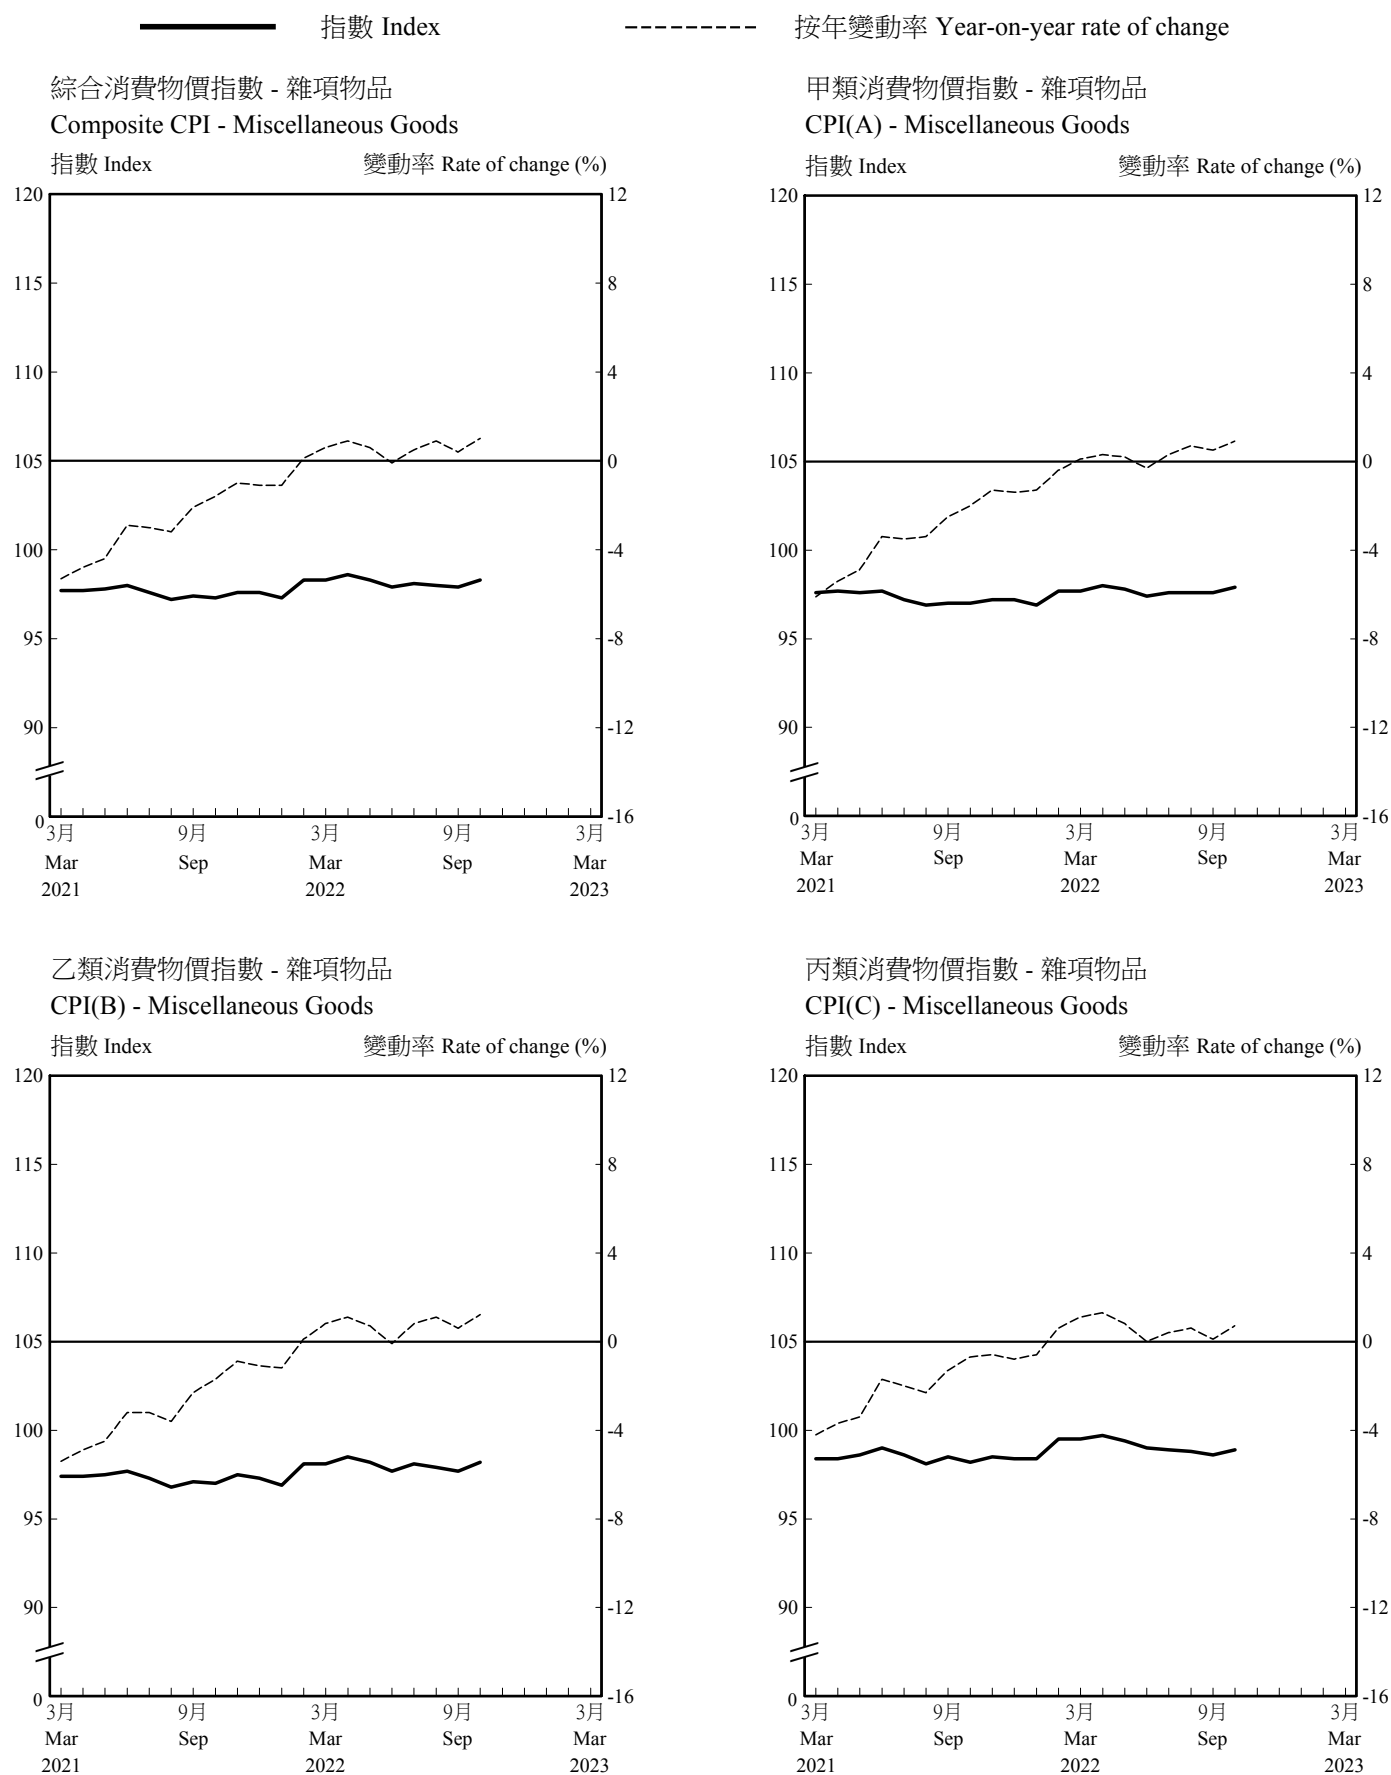 指數 Index 按年變動率 Year-on-year rate of change
綜合消費物價指數 - 雜項物品
Composite CPI - Miscellaneous Goods
指數 Index 變動率 Rate of change (%)
120 12
115 8
110 4
105 0
100 -4
95 -8
90 -12
0 -16
3月 9月 3月 9月 3月
Mar Sep Mar Sep Mar
2021 2022 2023
甲類消費物價指數 - 雜項物品
CPI(A) - Miscellaneous Goods
指數 Index 變動率 Rate of change (%)
120 12
115 8
110 4
105 0
100 -4
95 -8
90 -12
0 -16
3月 9月 3月 9月 3月
Mar Sep Mar Sep Mar
2021 2022 2023
乙類消費物價指數 - 雜項物品
CPI(B) - Miscellaneous Goods
指數 Index 變動率 Rate of change (%)
120 12
115 8
110 4
105 0
100 -4
95 -8
90 -12
0 -16
3月 9月 3月 9月 3月
Mar Sep Mar Sep Mar
2021 2022 2023
丙類消費物價指數 - 雜項物品
CPI(C) - Miscellaneous Goods
指數 Index 變動率 Rate of change (%)
120 12
115 8
110 4
105 0
100 -4
95 -8
90 -12
0 -16
3月 9月 3月 9月 3月
Mar Sep Mar Sep Mar
2021 2022 2023